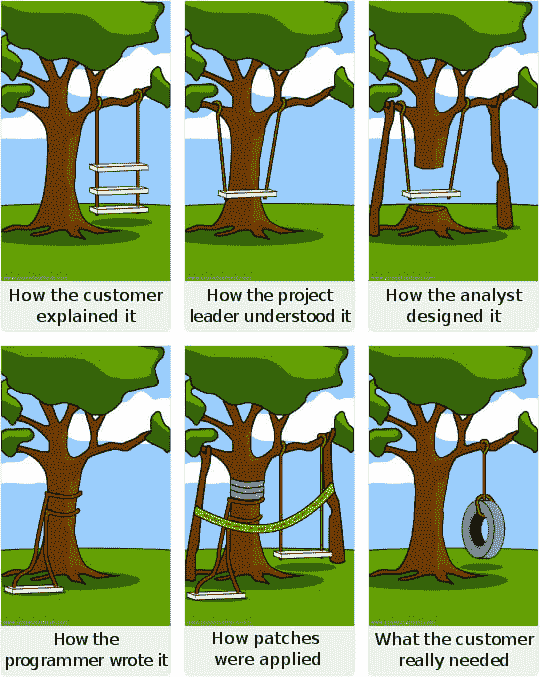 How the customer
explained it
How the project
leader understood it
How the analyst
designed it
How the
programmer wrote it
How patches
were applied
What the customer
really needed